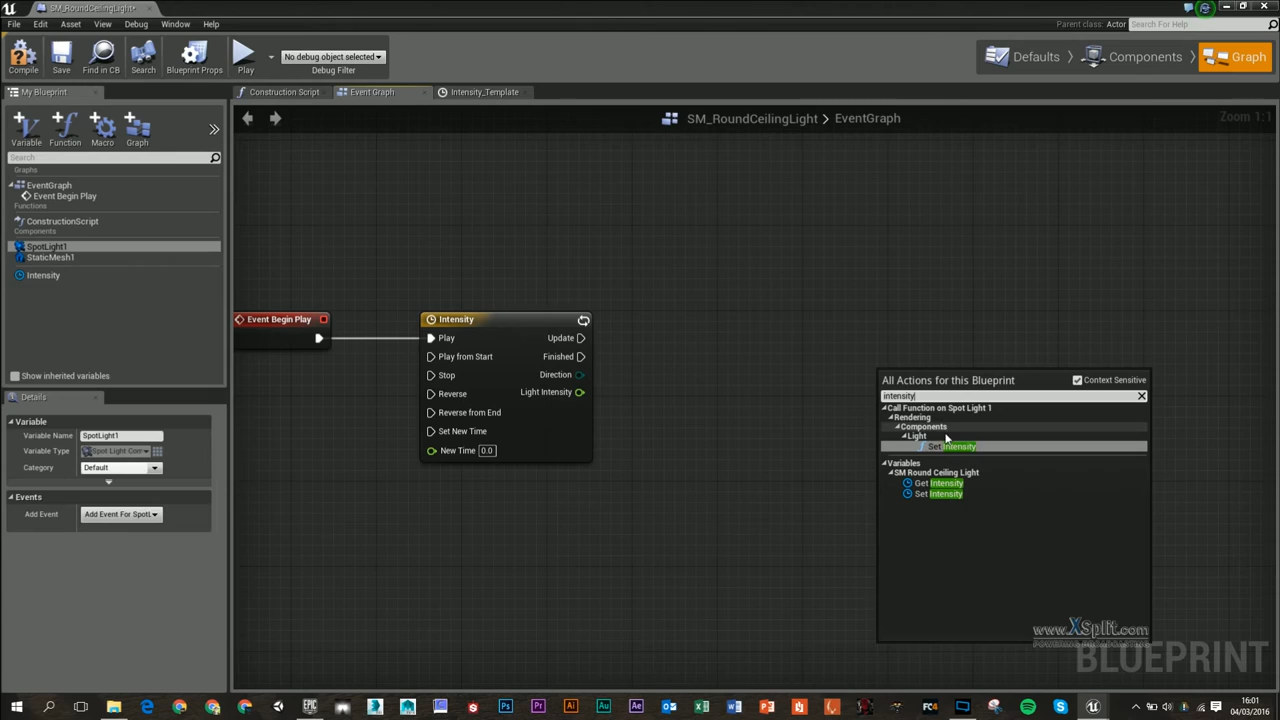 SM_RoundCeilingLight*
File Edit Asset View Debug Window Help
Parent class: Actor Search For Help
Compile Save Find in CB Search Blueprint Props Play
No debug object selected
Debug Filter
Defaults Components Graph
My Blueprint
Construction Script Event Graph Intensity_Template
Variable Function Macro Graph
SM_RoundCeilingLight > EventGraph
Zoom 1:1
Search
Graphs
EventGraph
Event Begin Play
Functions
ConstructionScript
Components
SpotLight1
StaticMesh1
Intensity
Show inherited variables
Details
Variable
Variable Name SpotLight1
Variable Type Spot Light Com
Category Default
Events
Add Event Add Event For SpotL
Event Begin Play
Intensity
Play Update
Play from Start Finished
Stop Direction
Reverse Light Intensity
Reverse from End
Set New Time
New Time 0.0
All Actions for this Blueprint Context Sensitive
intensity
Call Function on Spot Light 1
Rendering
Components
Light
Set Intensity
Variables
SM Round Ceiling Light
Get Intensity
Set Intensity
www.XSplit.com
POWERING BROADCASTING
BLUEPRINT
16:01
04/03/2016